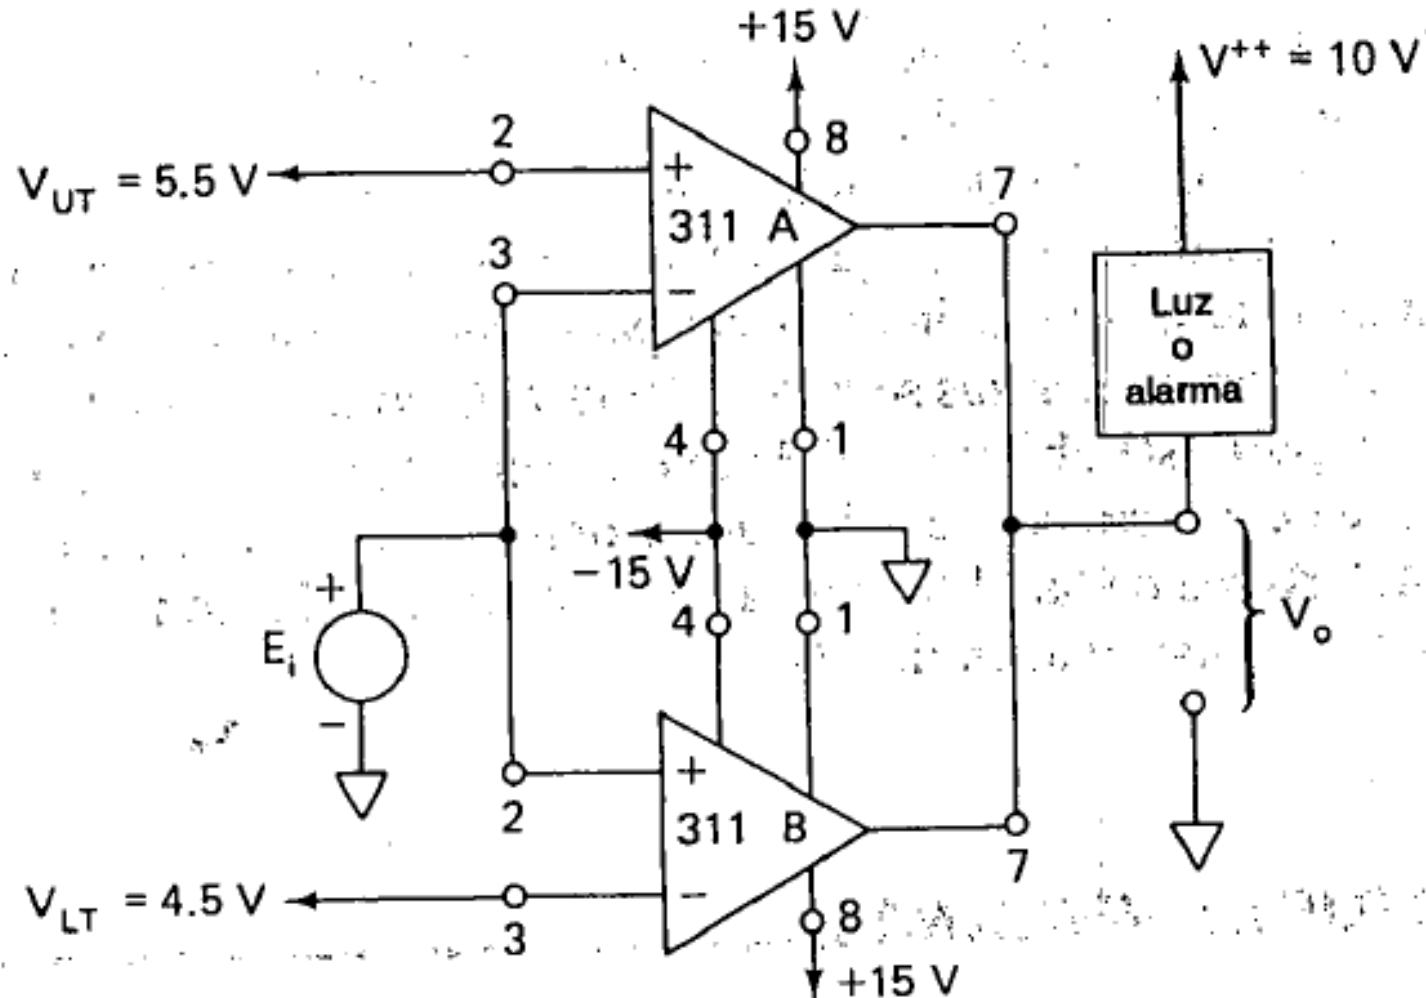 +15 V
V++ = 10 V
2
8
V_UT = 5.5 V
+
7
311 A
3
−
Luz
o
alarma
4
1
−15 V
+
4
1
E_i
V_o
−
+
2
311 B
7
V_LT = 4.5 V
−
3
8
+15 V